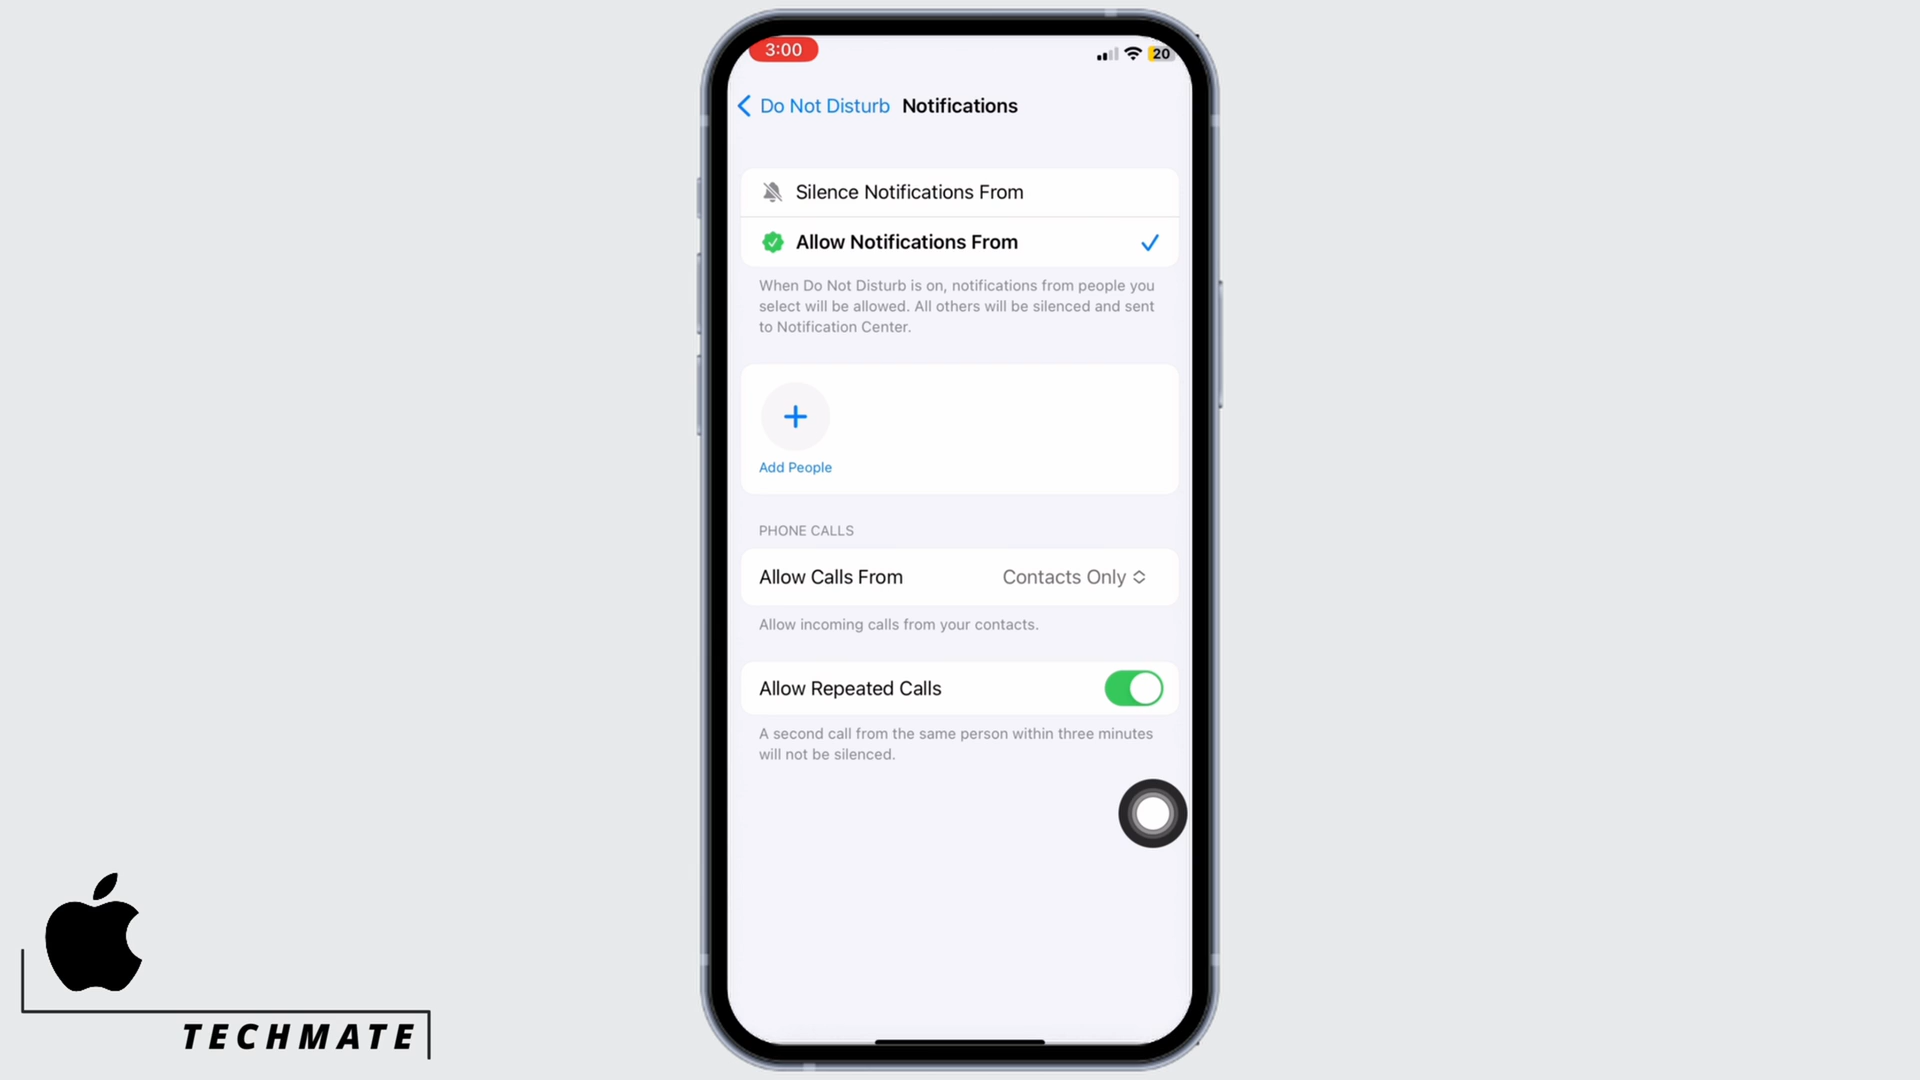 3:00
20
Do Not Disturb Notifications
Silence Notifications From
Allow Notifications From
When Do Not Disturb is on, notifications from people you
select will be allowed. All others will be silenced and sent
to Notification Center.
Add People
PHONE CALLS
Allow Calls From Contacts Only
Allow incoming calls from your contacts.
Allow Repeated Calls
A second call from the same person within three minutes
will not be silenced.
TECHMATE